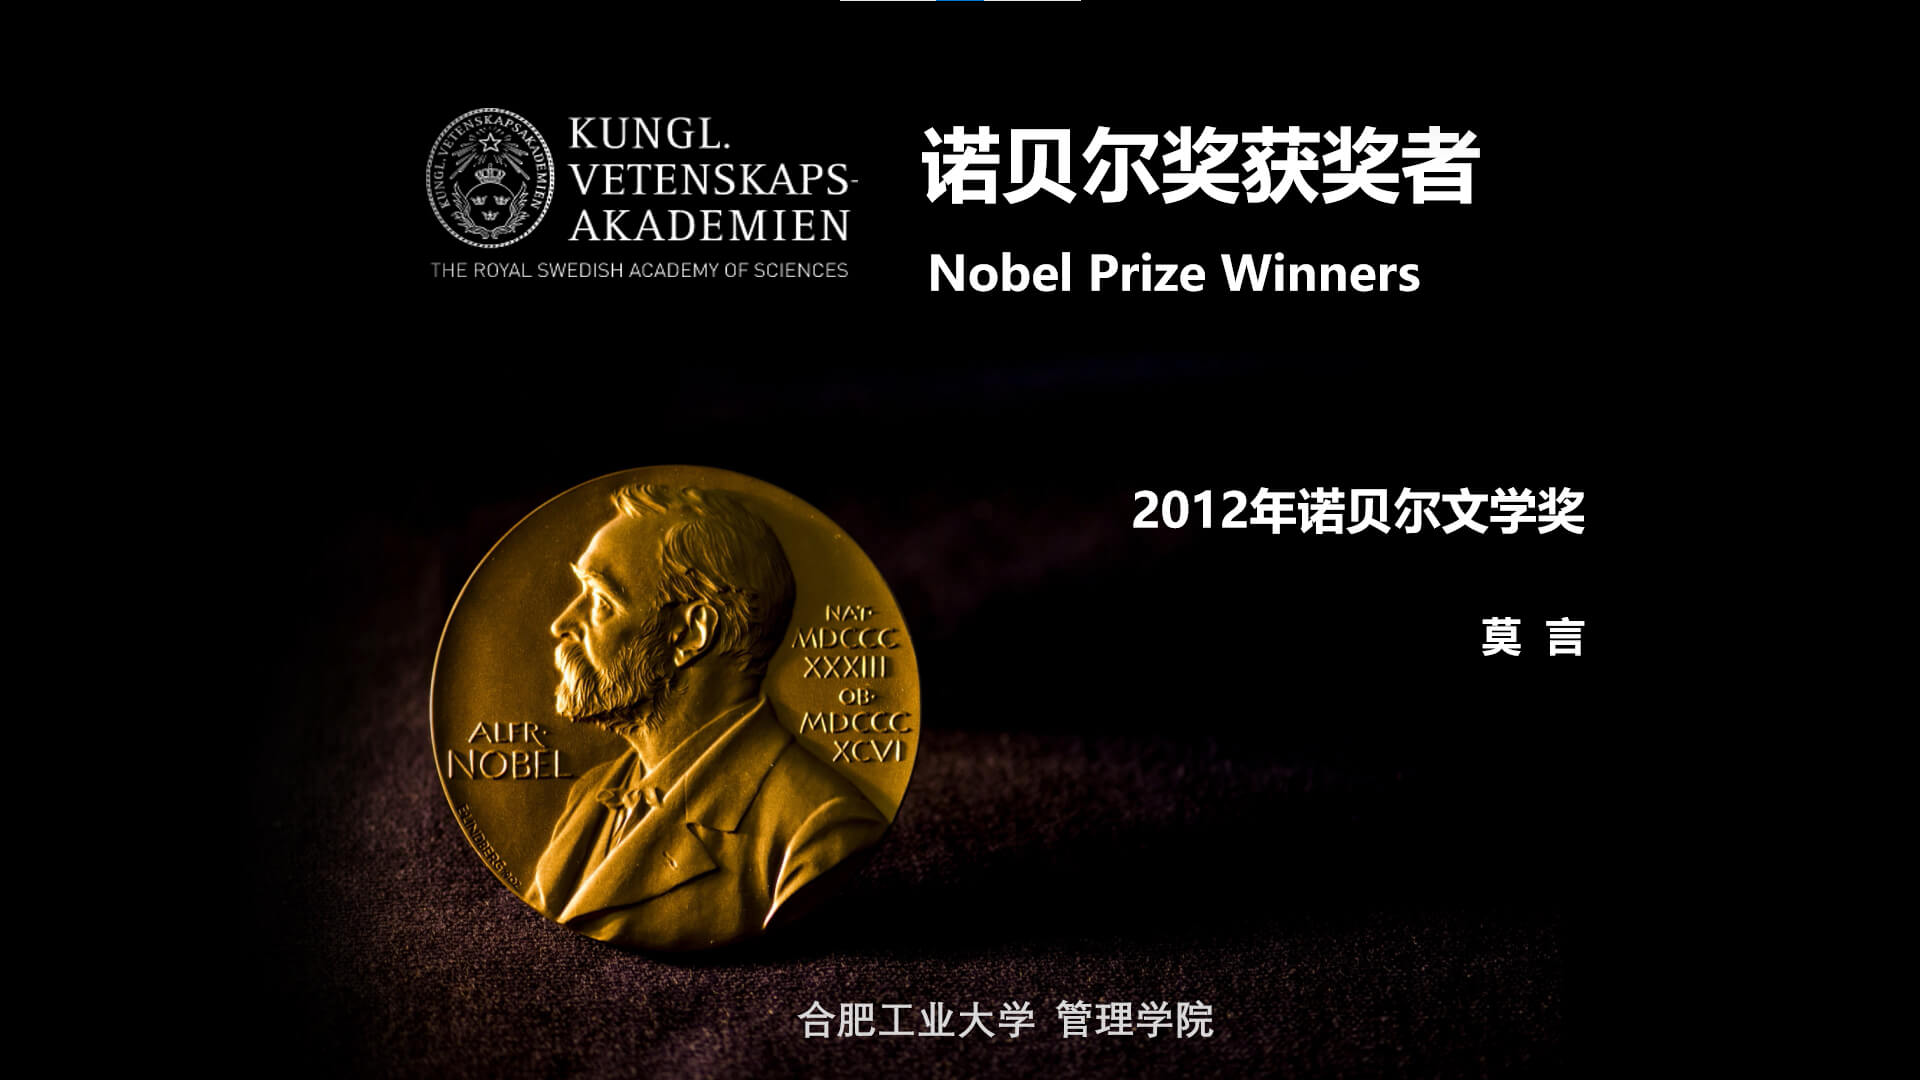 KUNGL. VETENSKAPSAKADEMIEN
KUNGL.
VETENSKAPS-
AKADEMIEN
THE ROYAL SWEDISH ACADEMY OF SCIENCES
诺贝尔奖获奖者
Nobel Prize Winners
2012年诺贝尔文学奖
莫 言
ALFR·
NOBEL
NAT·
MDCCC
XXXIII
OB·
MDCCC
XCVI
合肥工业大学 管理学院